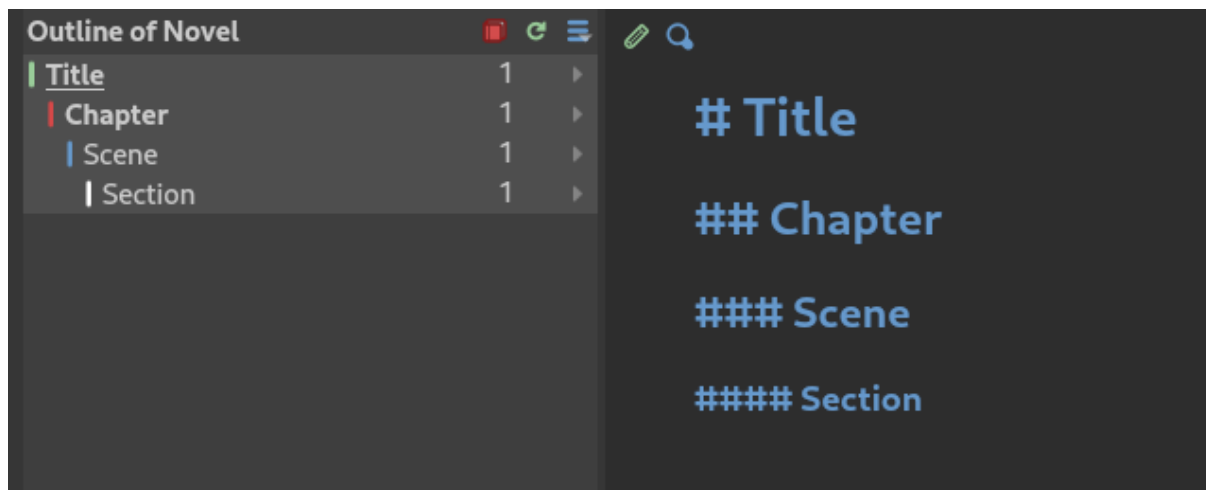 Outline of Novel
Title 1
Chapter 1
Scene 1
Section 1
# Title
## Chapter
### Scene
#### Section